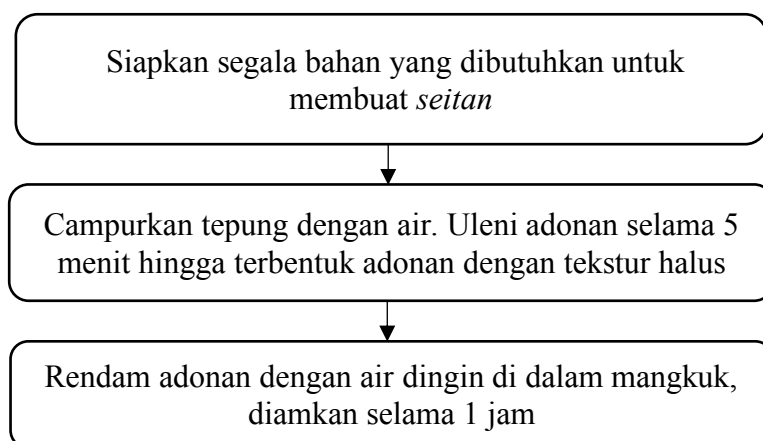 Siapkan segala bahan yang dibutuhkan untuk
membuat seitan
Campurkan tepung dengan air. Uleni adonan selama 5
menit hingga terbentuk adonan dengan tekstur halus
Rendam adonan dengan air dingin di dalam mangkuk,
diamkan selama 1 jam